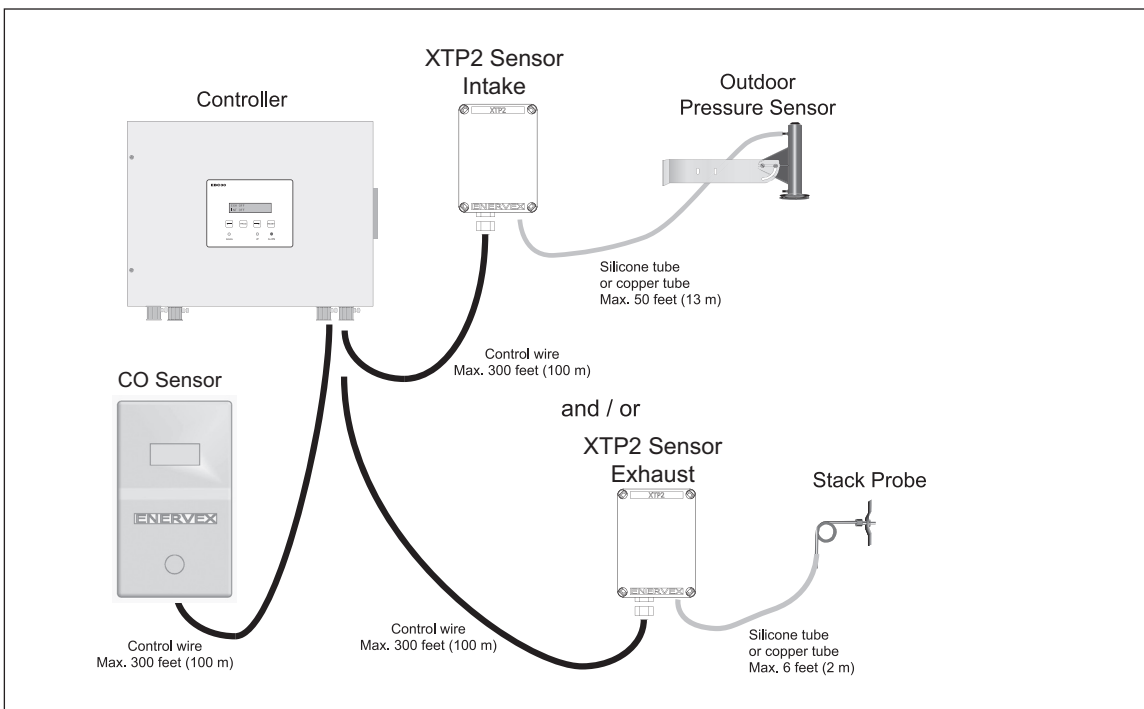 XTP2 Sensor
Intake
Controller
Outdoor
Pressure Sensor
XTP2
ENERVEX
Silicone tube
or copper tube
Max. 50 feet (13 m)
Control wire
Max. 300 feet (100 m)
CO Sensor
ENERVEX
and / or
XTP2 Sensor
Exhaust
Stack Probe
XTP2
ENERVEX
Control wire
Max. 300 feet (100 m)
Control wire
Max. 300 feet (100 m)
Silicone tube
or copper tube
Max. 6 feet (2 m)